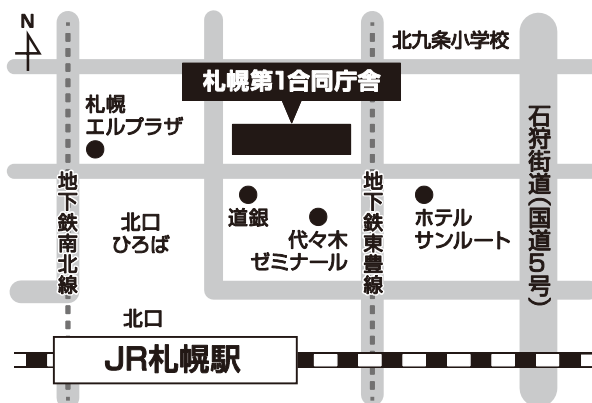 N
北九条小学校
札幌第1合同庁舎
札幌
エルプラザ
石狩街道(国道5号)
地下鉄南北線
地下鉄東豊線
道銀
ホテル
サンルート
北口
ひろば
代々木
ゼミナール
北口
JR札幌駅